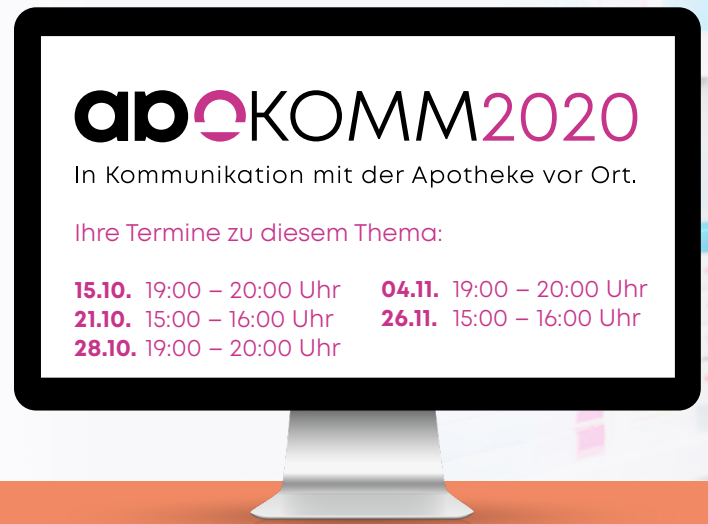 apoKOMM2020
In Kommunikation mit der Apotheke vor Ort.
Ihre Termine zu diesem Thema:
15.10. 19:00 – 20:00 Uhr
21.10. 15:00 – 16:00 Uhr
28.10. 19:00 – 20:00 Uhr
04.11. 19:00 – 20:00 Uhr
26.11. 15:00 – 16:00 Uhr